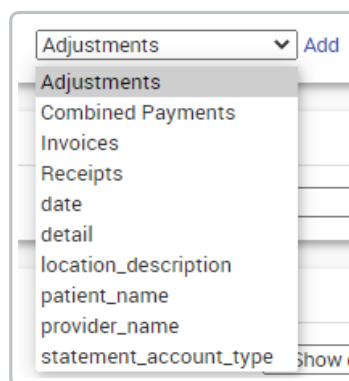 Adjustments Add
Adjustments
Combined Payments
Invoices
Receipts
date
detail
location_description
patient_name
provider_name
statement_account_type
Show